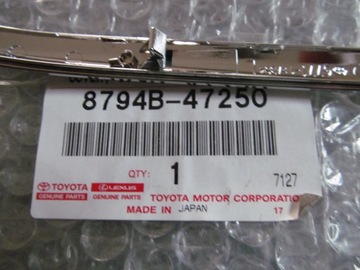 8794B-47250
QTY:
1
7127
TOYOTA LEXUS
GENUINE PARTS GENUINE PARTS
TOYOTA MOTOR CORPORATIO
MADE IN JAPAN 17